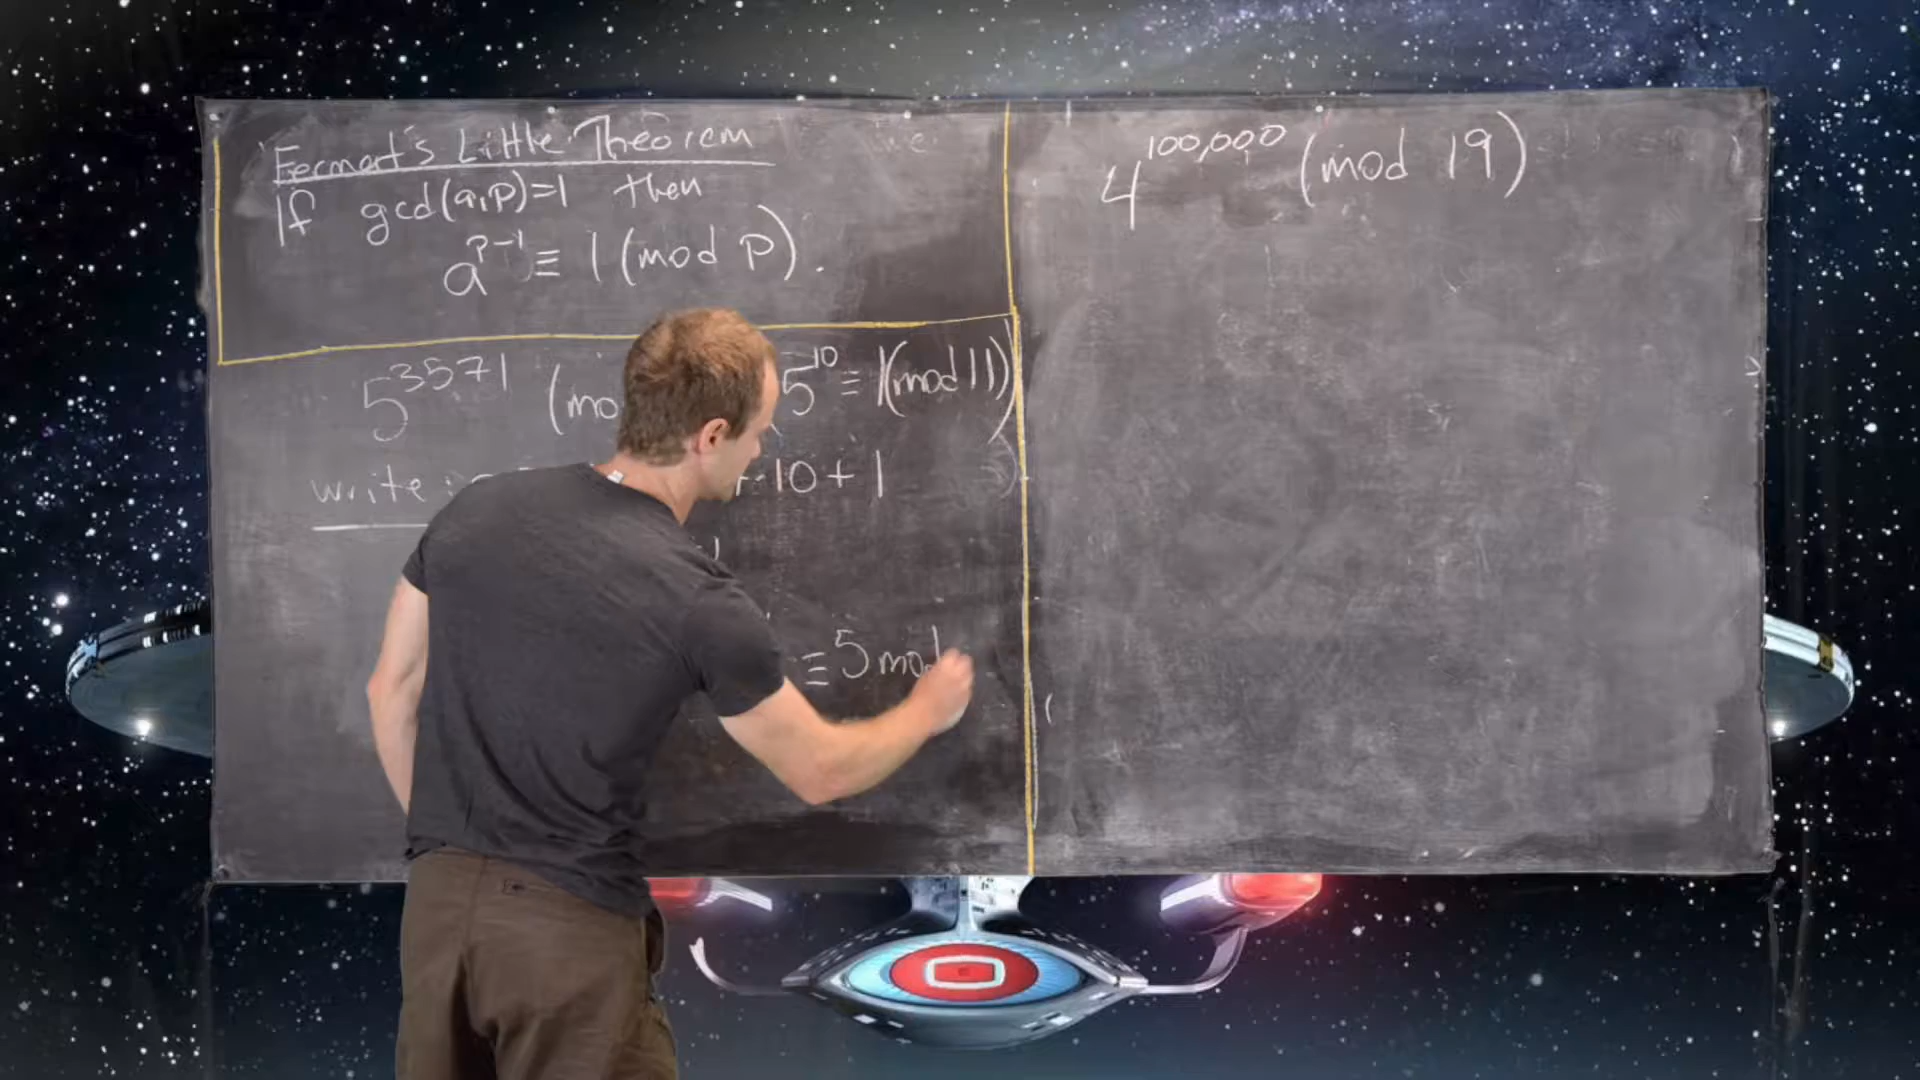 Fermat's Little Theorem
If gcd(a,p)=1 then
a^{p-1} ≡ 1 (mod p).
5^{3571} (mo 5^{10} ≡ 1(mod 11)
write : ·10 + 1
≡ 5 mod
4^{100,000} (mod 19)